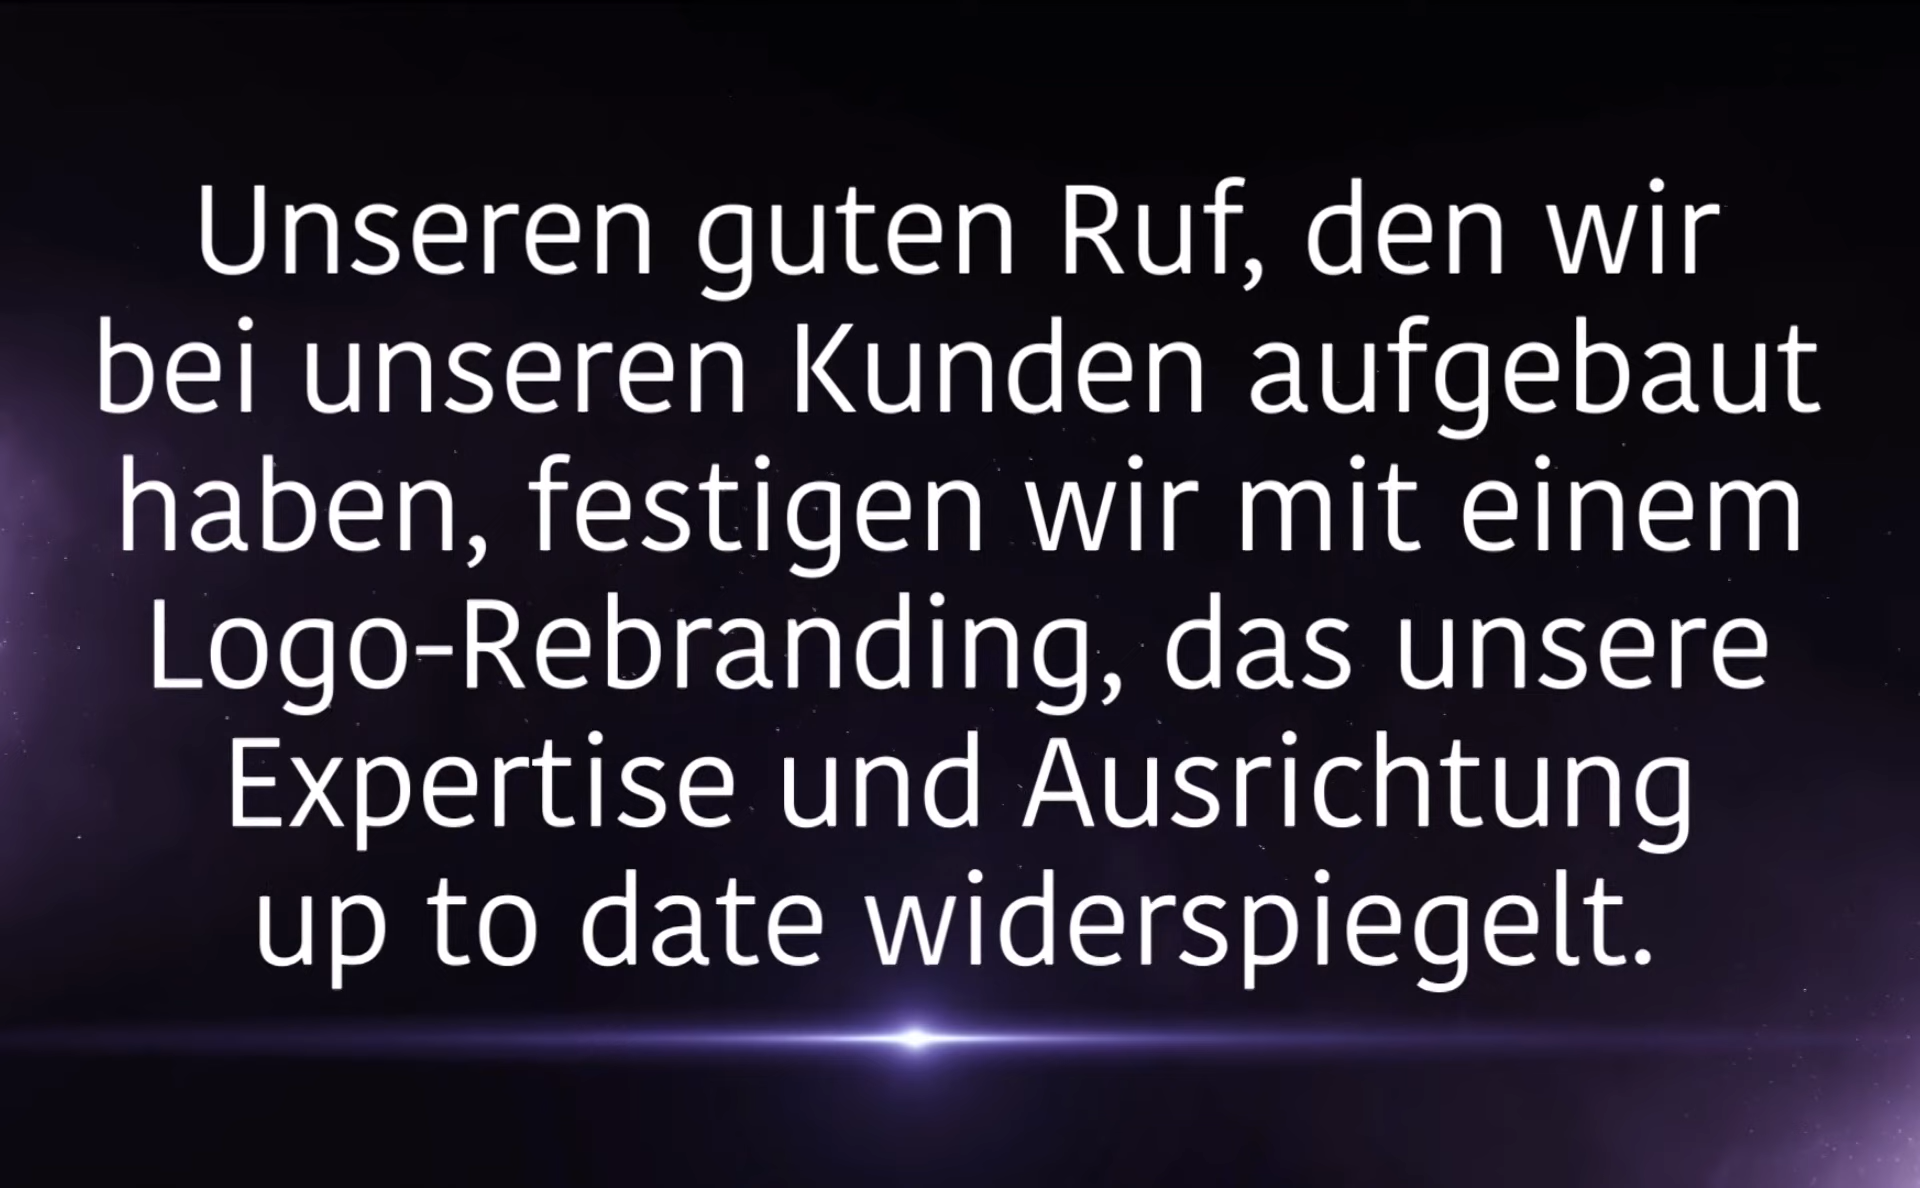 Unseren guten Ruf, den wir
bei unseren Kunden aufgebaut
haben, festigen wir mit einem
Logo-Rebranding, das unsere
Expertise und Ausrichtung
up to date widerspiegelt.